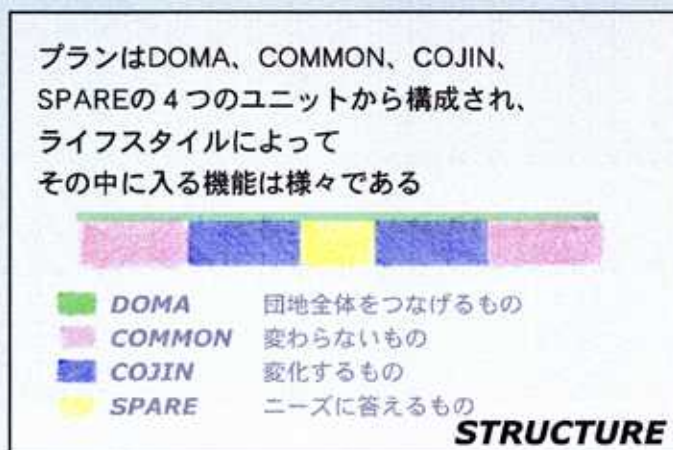 プランはDOMA、COMMON、COJIN、
SPAREの４つのユニットから構成され、
ライフスタイルによって
その中に入る機能は様々である
DOMA 団地全体をつなげるもの
COMMON 変わらないもの
COJIN 変化するもの
SPARE ニーズに答えるもの
STRUCTURE